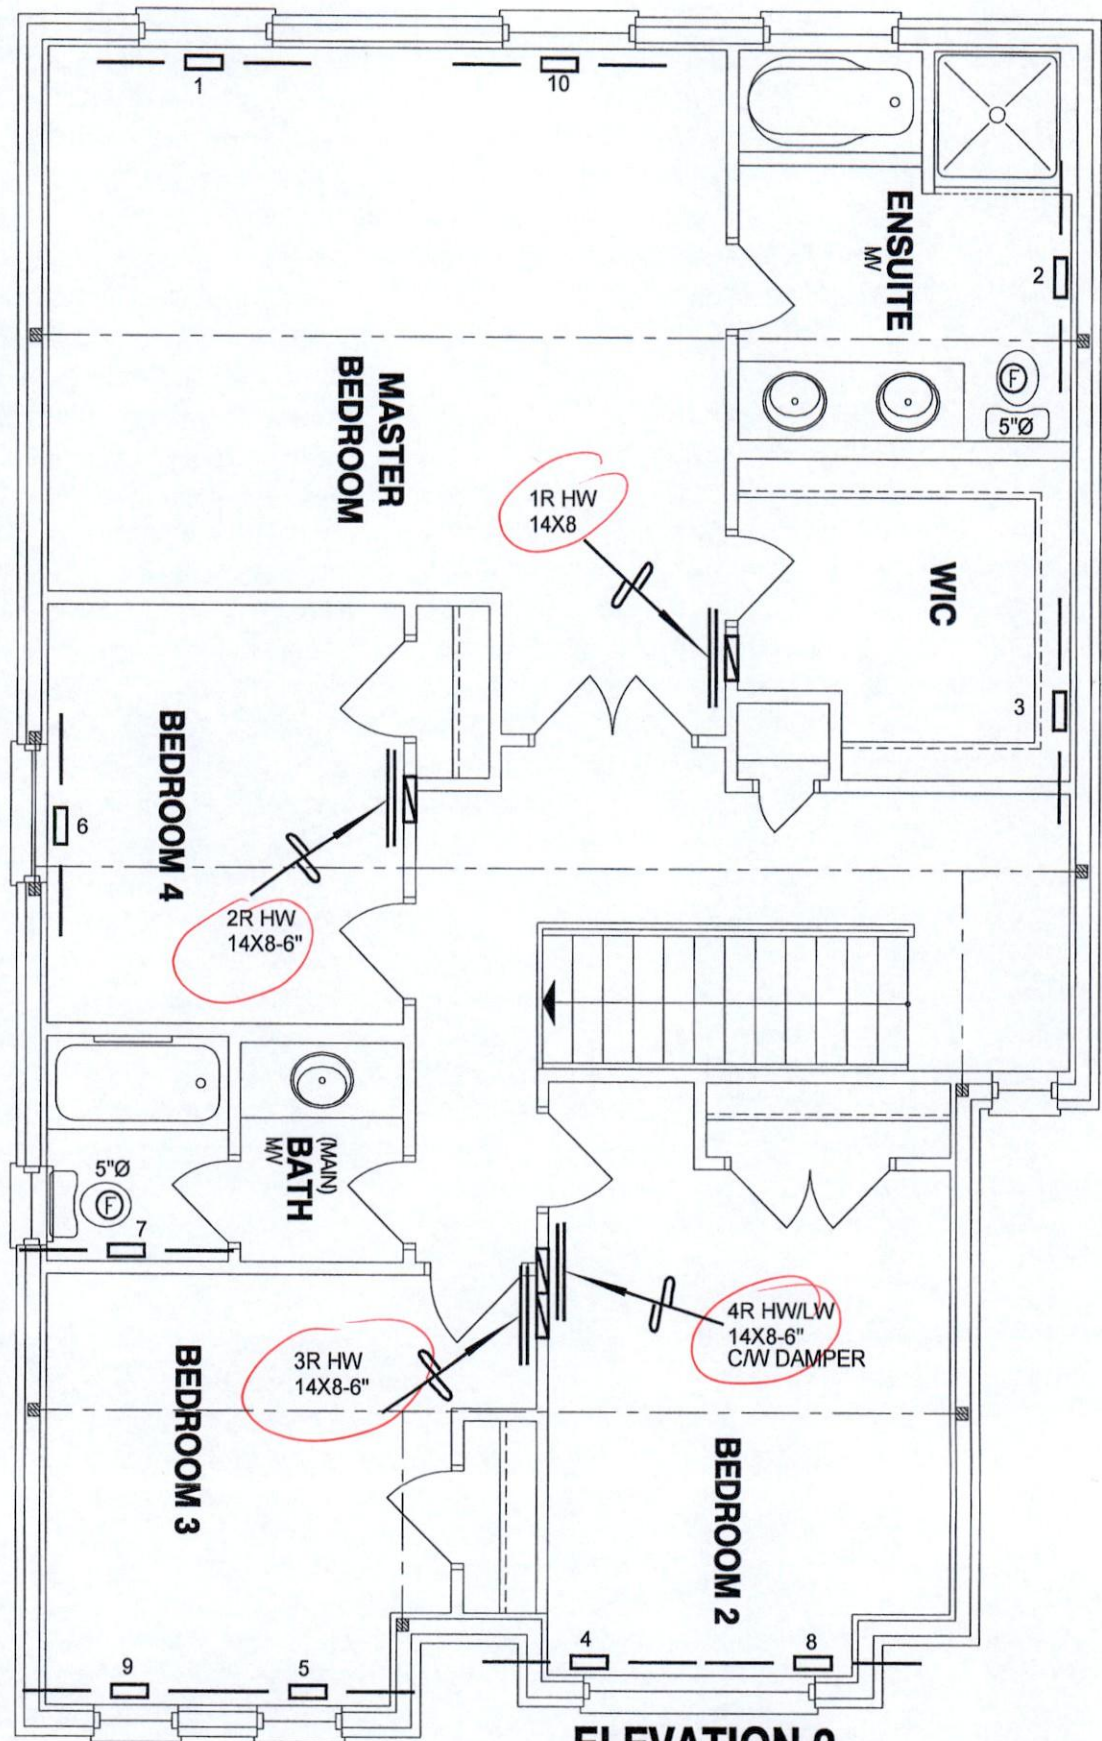 1
10
ENSUITE
MV
2
F
5"Ø
MASTER
BEDROOM
1R HW
14X8
WIC
3
BEDROOM 4
6
2R HW
14X8-6"
(MAIN)
BATH
MV
5"Ø
F
7
4R HW/LW
14X8-6"
C/W DAMPER
3R HW
14X8-6"
BEDROOM 3
BEDROOM 2
4
8
9
5